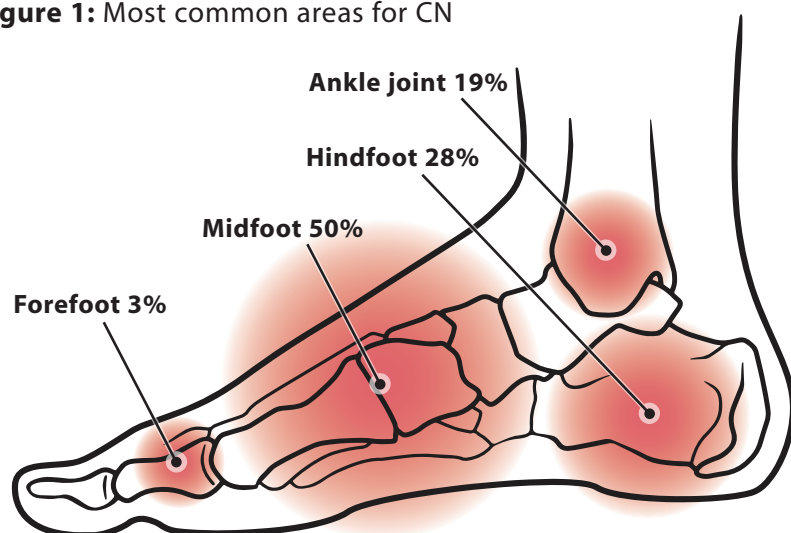 gure 1: Most common areas for CN
Ankle joint 19%
Hindfoot 28%
Midfoot 50%
Forefoot 3%